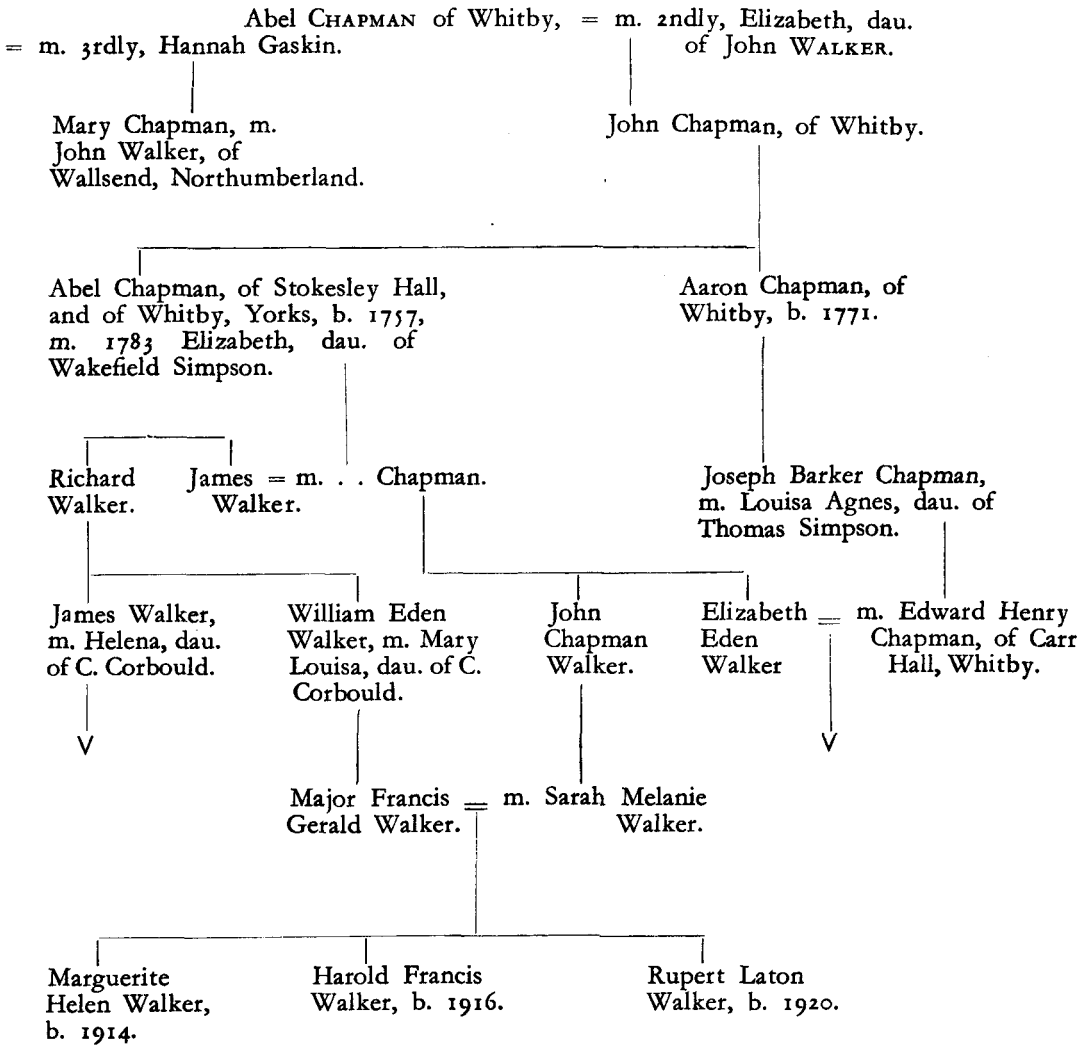 Abel CHAPMAN of Whitby, = m. 2ndly, Elizabeth, dau.
= m. 3rdly, Hannah Gaskin.
of John WALKER.
Mary Chapman, m.
John Walker, of
Wallsend, Northumberland.
John Chapman, of Whitby.
Abel Chapman, of Stokesley Hall,
and of Whitby, Yorks, b. 1757,
m. 1783 Elizabeth, dau. of
Wakefield Simpson.
Aaron Chapman, of
Whitby, b. 1771.
Richard
Walker.
James = m. . . Chapman.
Walker.
Joseph Barker Chapman,
m. Louisa Agnes, dau. of
Thomas Simpson.
James Walker,
m. Helena, dau.
of C. Corbould.
William Eden
Walker, m. Mary
Louisa, dau. of C.
Corbould.
John
Chapman
Walker.
Elizabeth = m. Edward Henry
Eden
Walker
Chapman, of Carr
Hall, Whitby.
Major Francis = m. Sarah Melanie
Gerald Walker.
Walker.
Marguerite
Helen Walker,
b. 1914.
Harold Francis
Walker, b. 1916.
Rupert Laton
Walker, b. 1920.